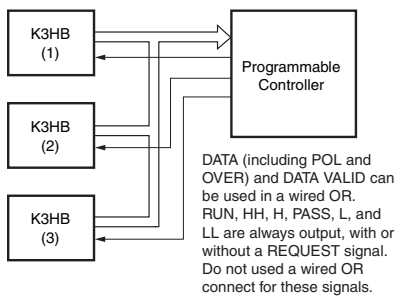 K3HB
(1)
Programmable
Controller
K3HB
(2)
K3HB
(3)
DATA (including POL and
OVER) and DATA VALID can
be used in a wired OR.
RUN, HH, H, PASS, L, and
LL are always output, with or
without a REQUEST signal.
Do not used a wired OR
connect for these signals.